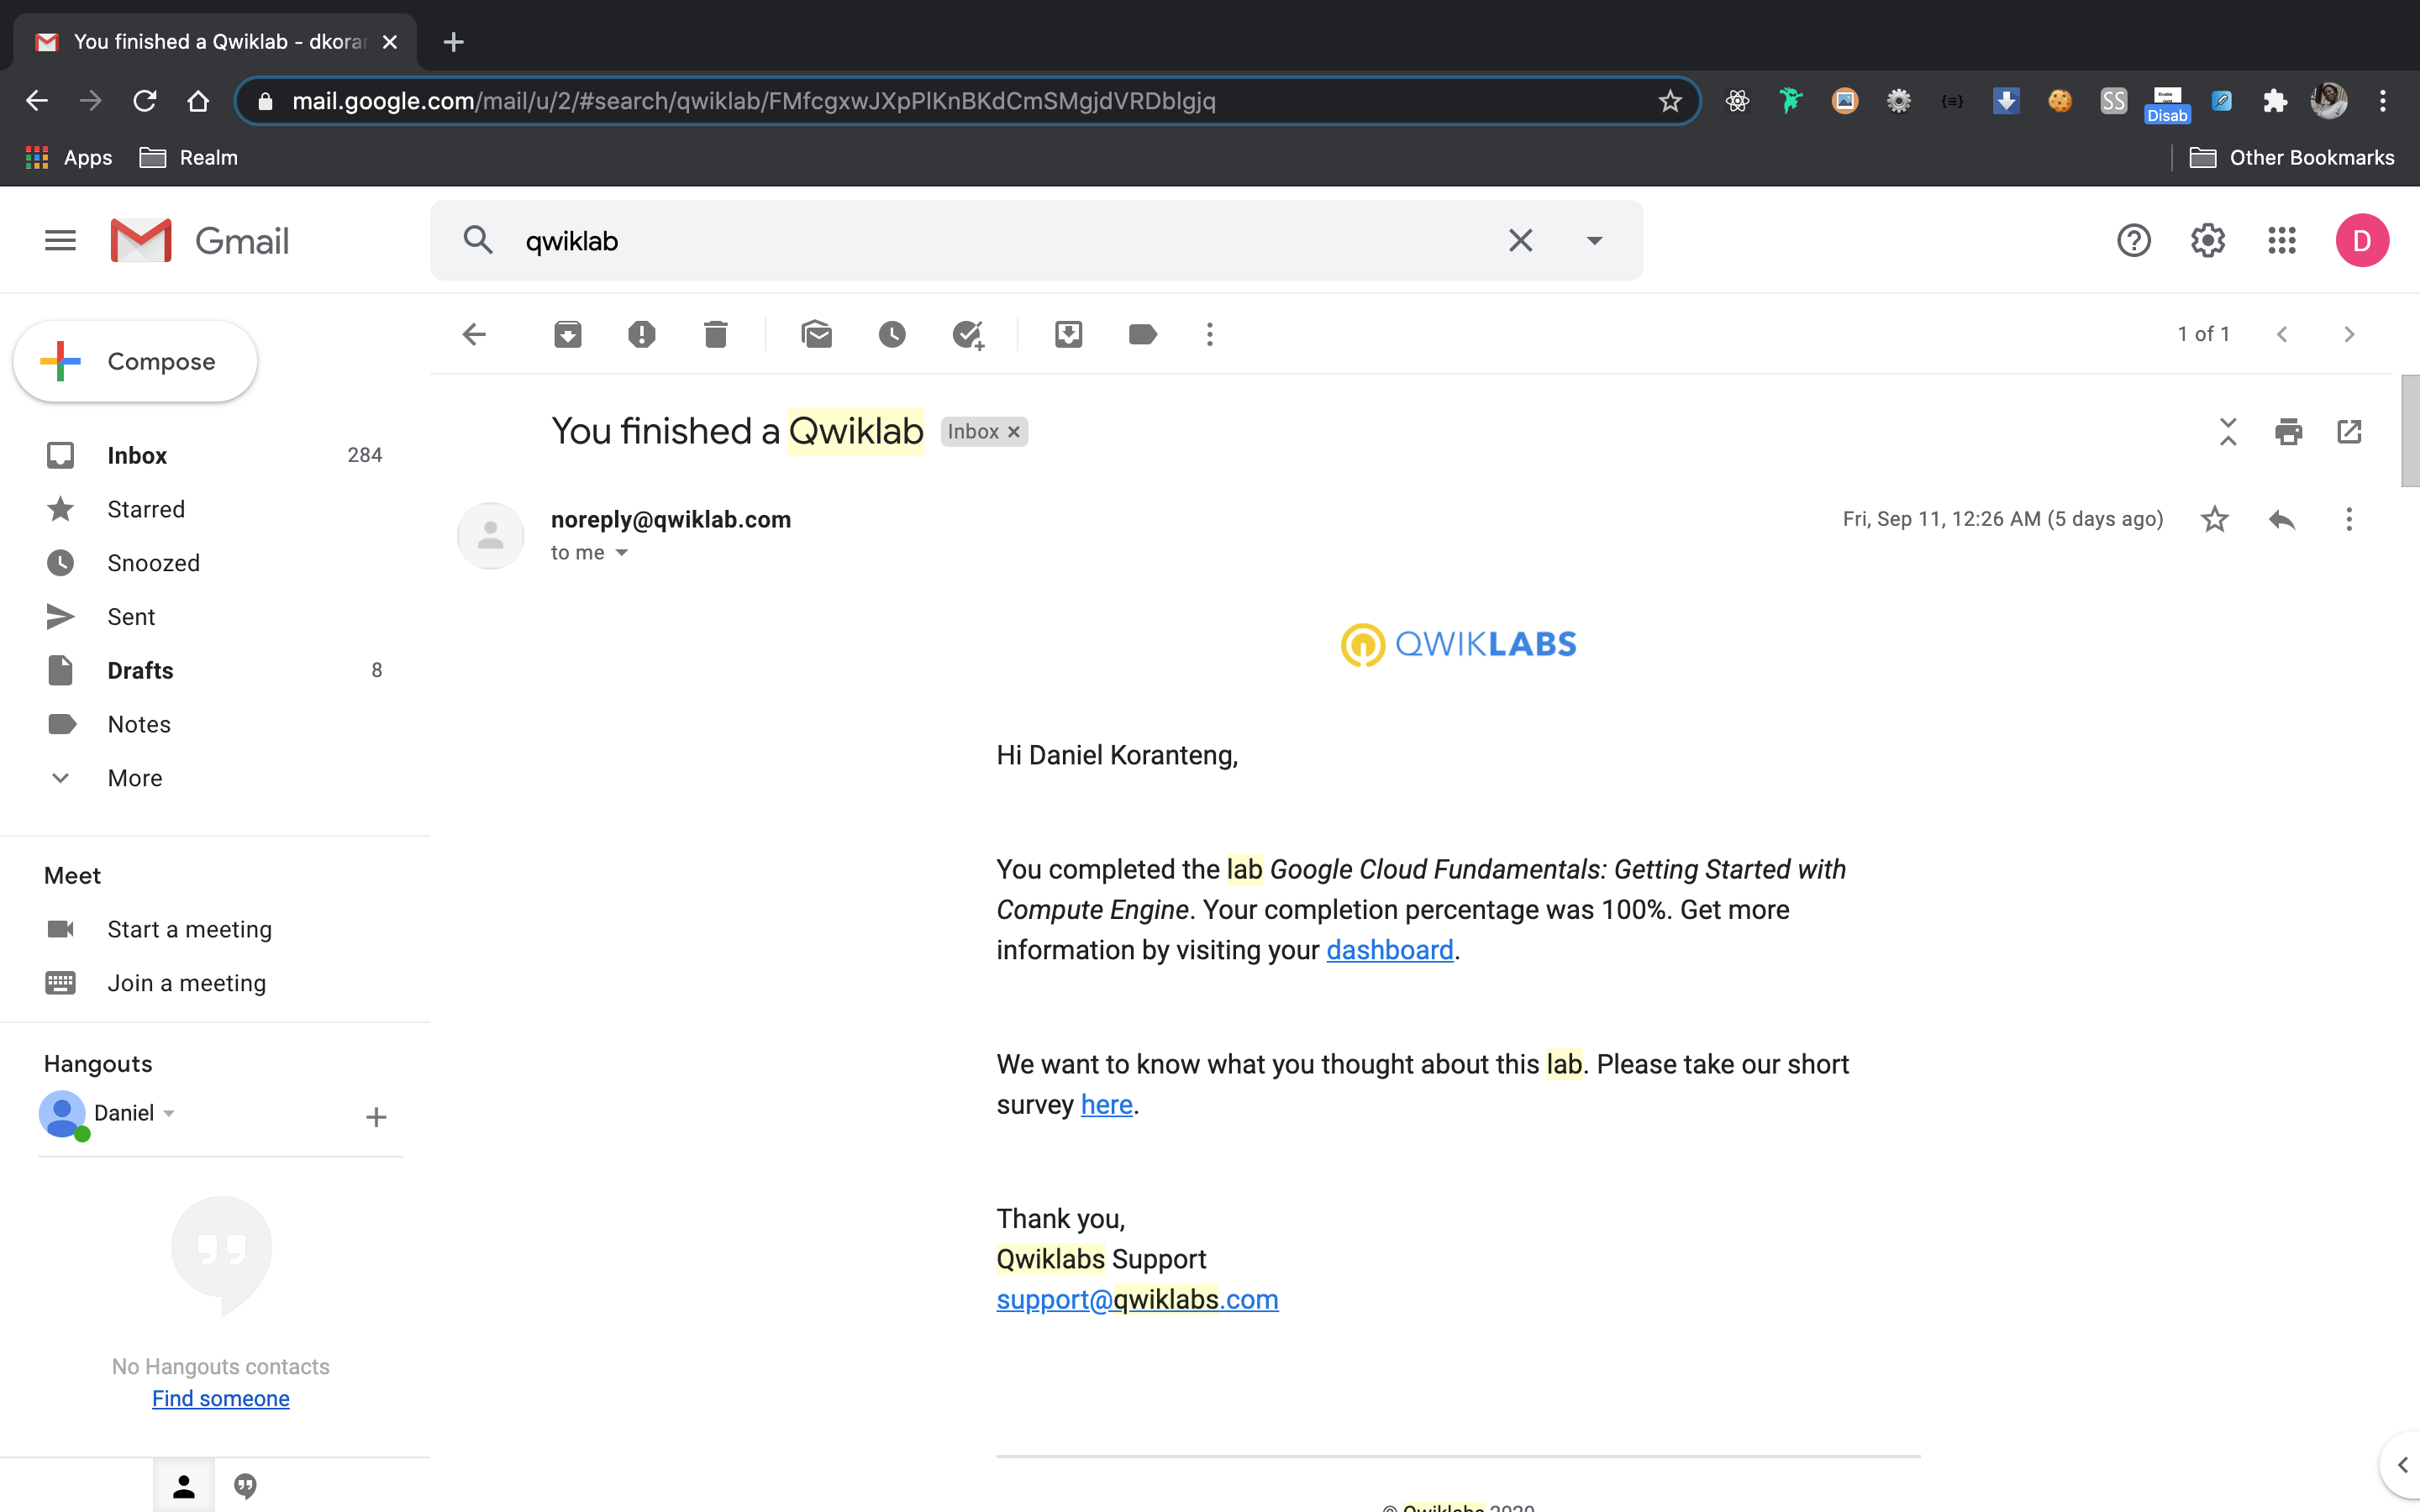 You finished a Qwiklab - dkoran
mail.google.com/mail/u/2/#search/qwiklab/FMfcgxwJXpPlKnBKdCmSMgjdVRDblgjq
SS
Disab
Apps
Realm
Other Bookmarks
Gmail
qwiklab
D
Compose
1 of 1
You finished a Qwiklab
Inbox
Inbox 284
Starred
Snoozed
Sent
Drafts 8
Notes
More
noreply@qwiklab.com
to me
Fri, Sep 11, 12:26 AM (5 days ago)
QWIKLABS
Hi Daniel Koranteng,
You completed the lab Google Cloud Fundamentals: Getting Started with
Compute Engine. Your completion percentage was 100%. Get more
information by visiting your dashboard.
We want to know what you thought about this lab. Please take our short
survey here.
Thank you,
Qwiklabs Support
support@qwiklabs.com
Meet
Start a meeting
Join a meeting
Hangouts
Daniel
No Hangouts contacts
Find someone
© Qwiklabs 2020